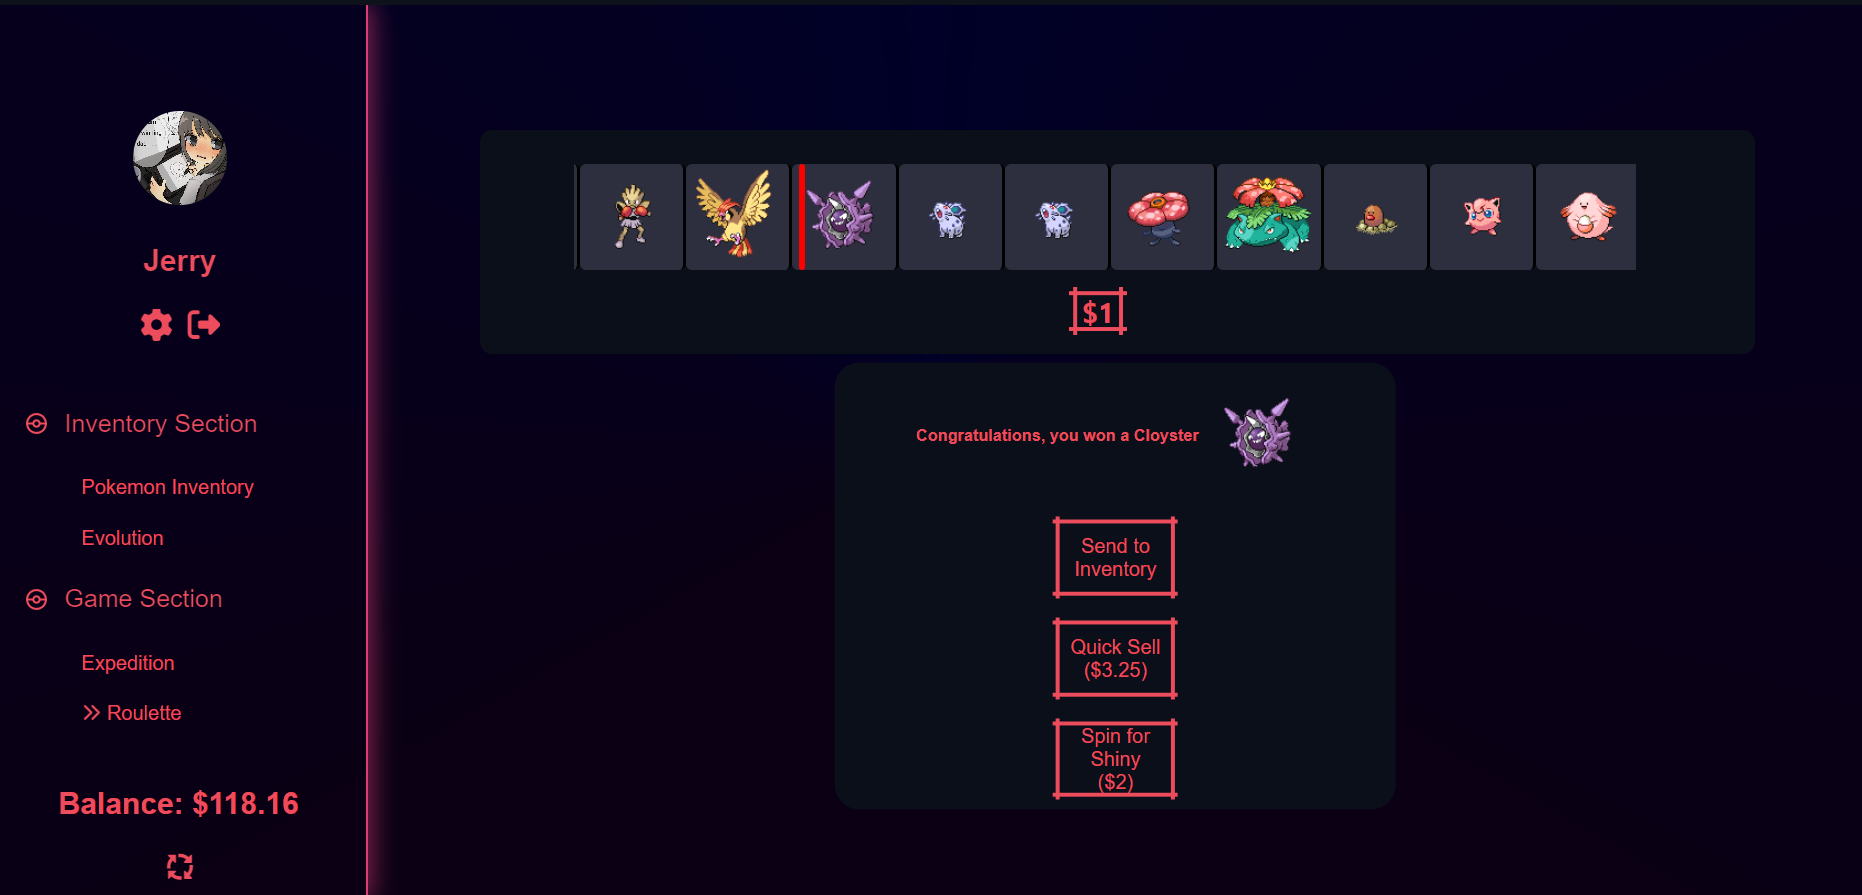 Jerry
Inventory Section
Pokemon Inventory
Evolution
Game Section
Expedition
Roulette
Balance: $118.16
$1
Congratulations, you won a Cloyster
Send to
Inventory
Quick Sell
($3.25)
Spin for
Shiny
($2)